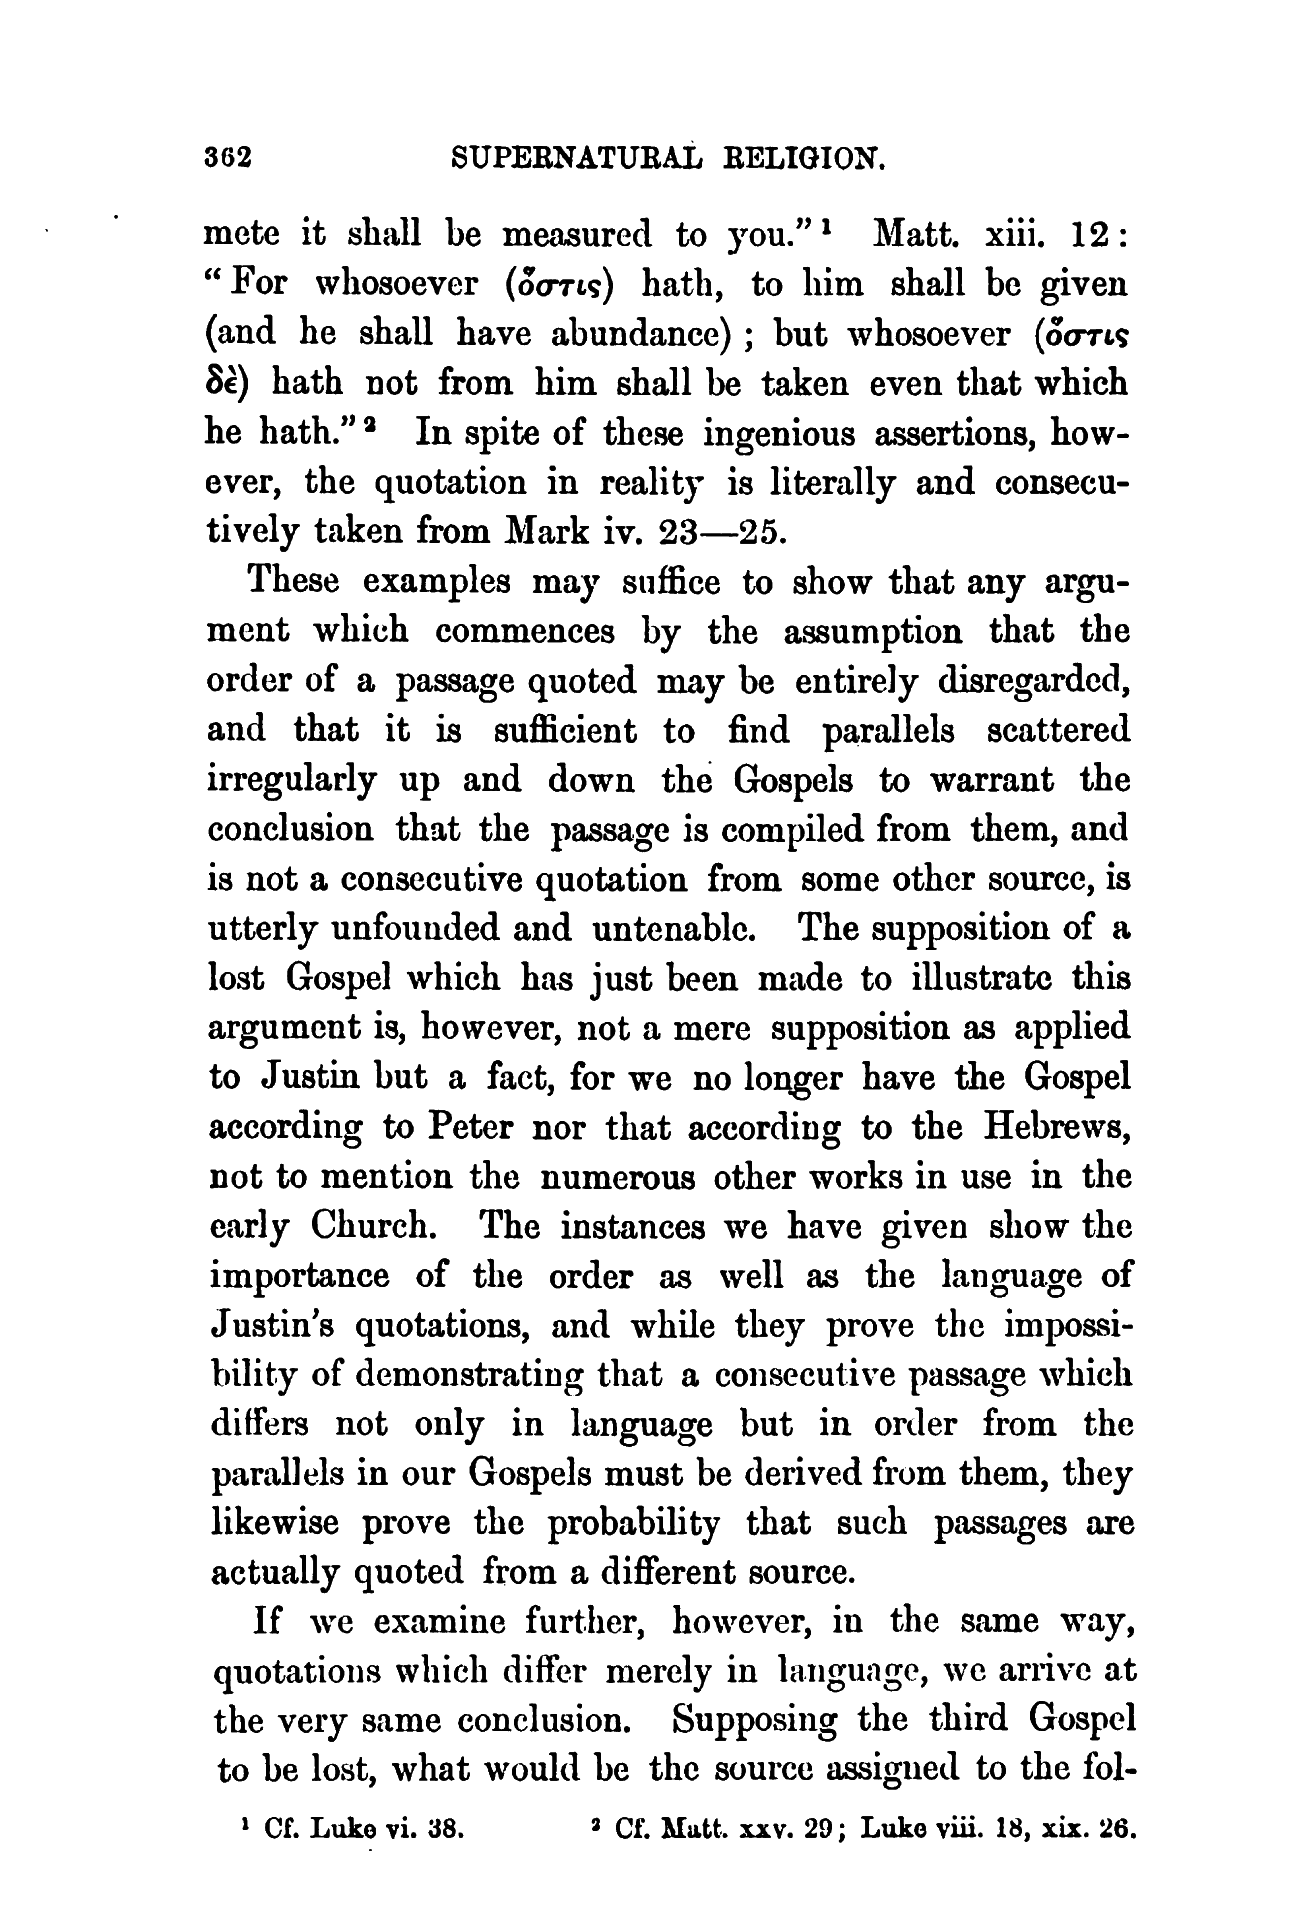 362 SUPERNATURAL RELIGION.
mete it shall be measured to you." ¹ Matt. xiii. 12 :
" For whosoever (ὅστις) hath, to him shall be given
(and he shall have abundance) ; but whosoever (ὅστις
δὲ) hath not from him shall be taken even that which
he hath." ² In spite of these ingenious assertions, how-
ever, the quotation in reality is literally and consecu-
tively taken from Mark iv. 23—25.
These examples may suffice to show that any argu-
ment which commences by the assumption that the
order of a passage quoted may be entirely disregarded,
and that it is sufficient to find parallels scattered
irregularly up and down the Gospels to warrant the
conclusion that the passage is compiled from them, and
is not a consecutive quotation from some other source, is
utterly unfounded and untenable. The supposition of a
lost Gospel which has just been made to illustrate this
argument is, however, not a mere supposition as applied
to Justin but a fact, for we no longer have the Gospel
according to Peter nor that according to the Hebrews,
not to mention the numerous other works in use in the
early Church. The instances we have given show the
importance of the order as well as the language of
Justin's quotations, and while they prove the impossi-
bility of demonstrating that a consecutive passage which
differs not only in language but in order from the
parallels in our Gospels must be derived from them, they
likewise prove the probability that such passages are
actually quoted from a different source.
If we examine further, however, in the same way,
quotations which differ merely in language, we arrive at
the very same conclusion. Supposing the third Gospel
to be lost, what would be the source assigned to the fol-
¹ Cf. Luke vi. 38. ² Cf. Matt. xxv. 29 ; Luke viii. 18, xix. 26.